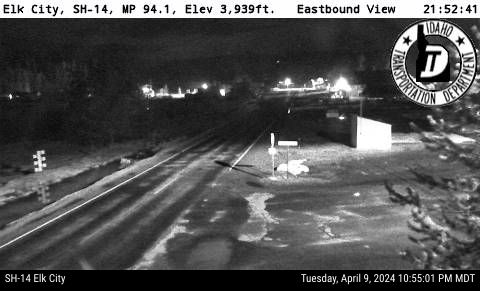 Elk City, SH-14, MP 94.1, Elev 3,939ft. Eastbound View 21:52:41
IDAHO
TRANSPORTATION DEPARTMENT
SH-14 Elk City Tuesday, April 9, 2024 10:55:01 PM MDT